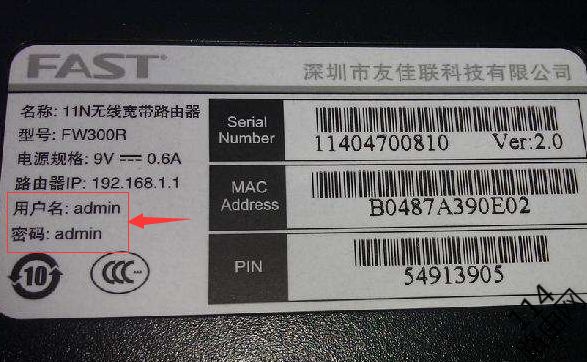 FAST®
深圳市友佳联科技有限公司
名称: 11N无线宽带路由器
型号: FW300R
电源规格: 9V 0.6A
路由器IP: 192.168.1.1
用户名: admin
密码: admin
10
CCC
Serial
Number
11404700810 Ver:2.0
MAC
Address
B0487A390E02
PIN
54913905
114